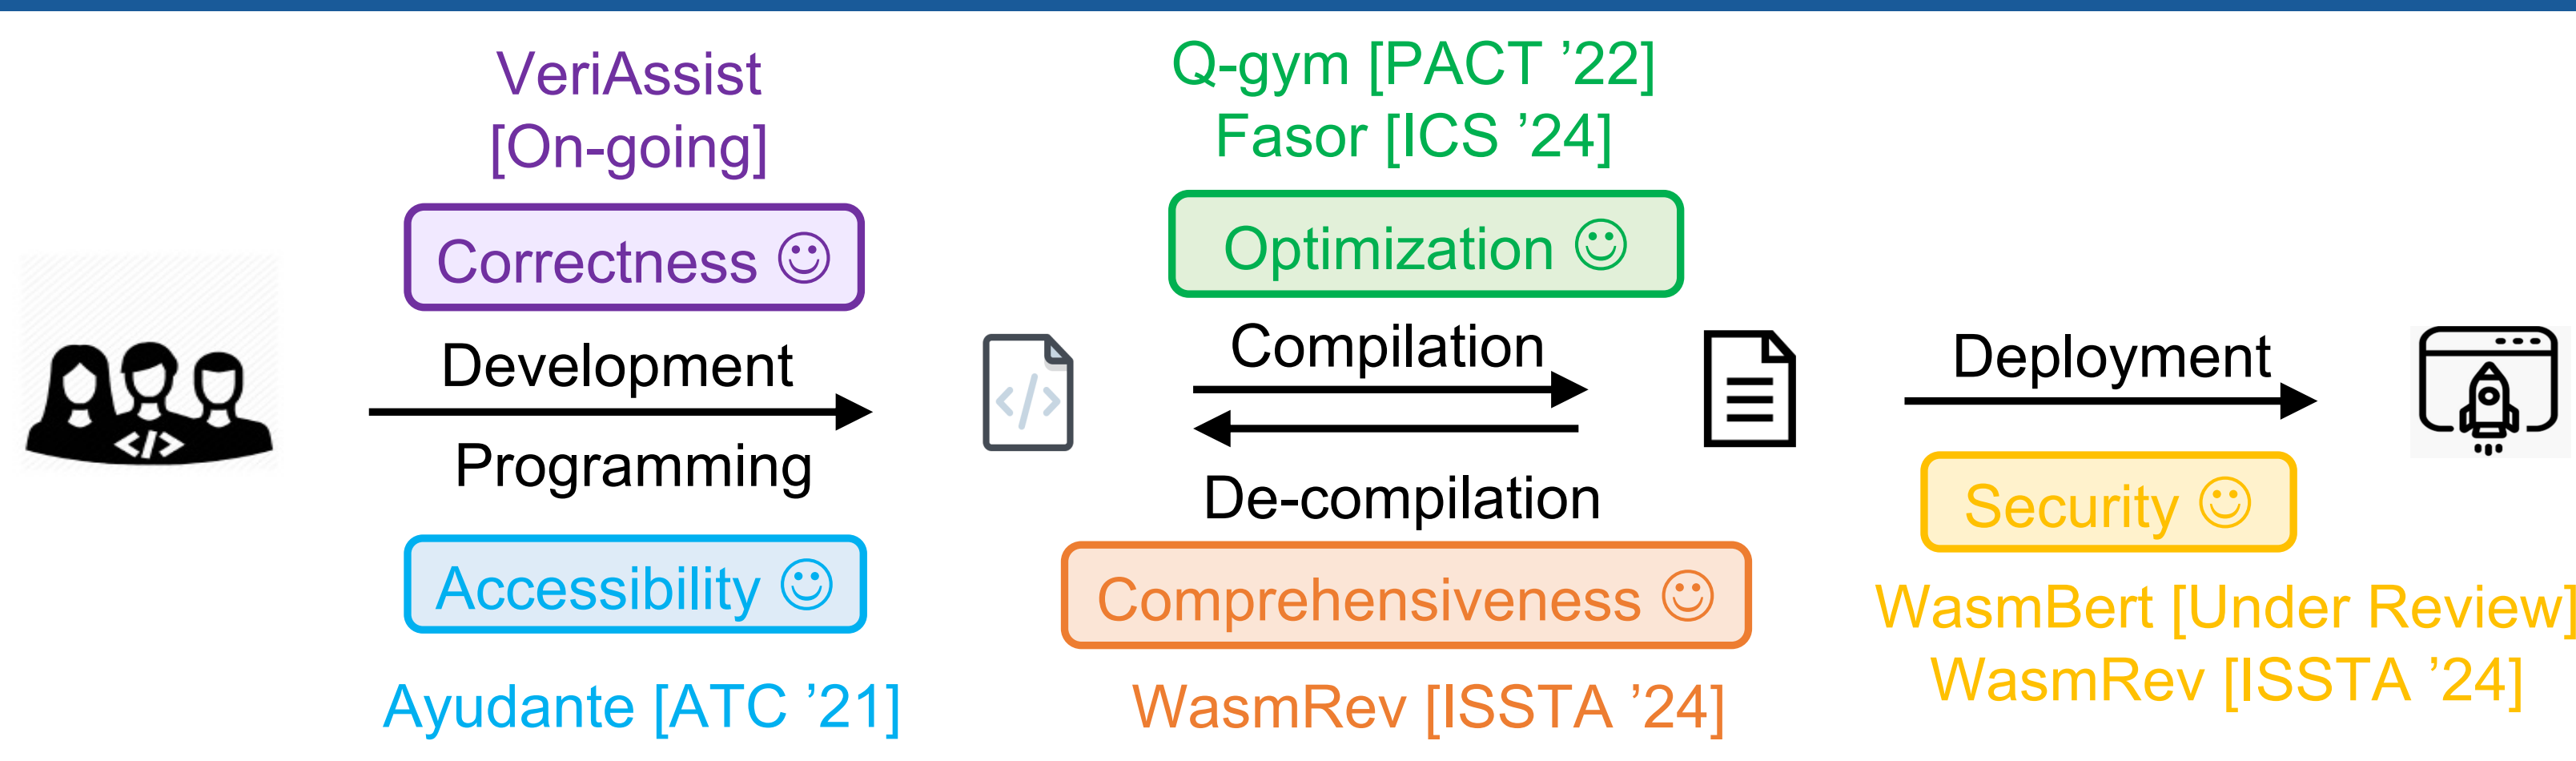 VeriAssist
[On-going]
Correctness
Development
Programming
Accessibility
Ayudante [ATC ’21]
</>
</>
Q-gym [PACT ’22]
Fasor [ICS ’24]
Optimization
Compilation
De-compilation
Comprehensiveness
WasmRev [ISSTA ’24]
Deployment
Security
WasmBert [Under Review]
WasmRev [ISSTA ’24]